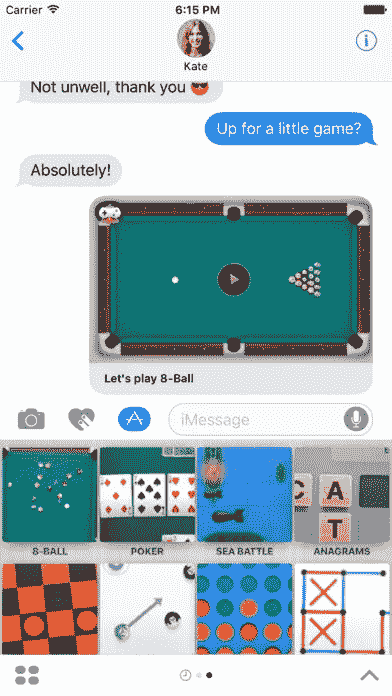 Carrier 6:15 PM
Kate
Not unwell, thank you 😎
Up for a little game?
Absolutely!
Let's play 8-Ball
iMessage
8-BALL POKER SEA BATTLE ANAGRAMS
C A
T